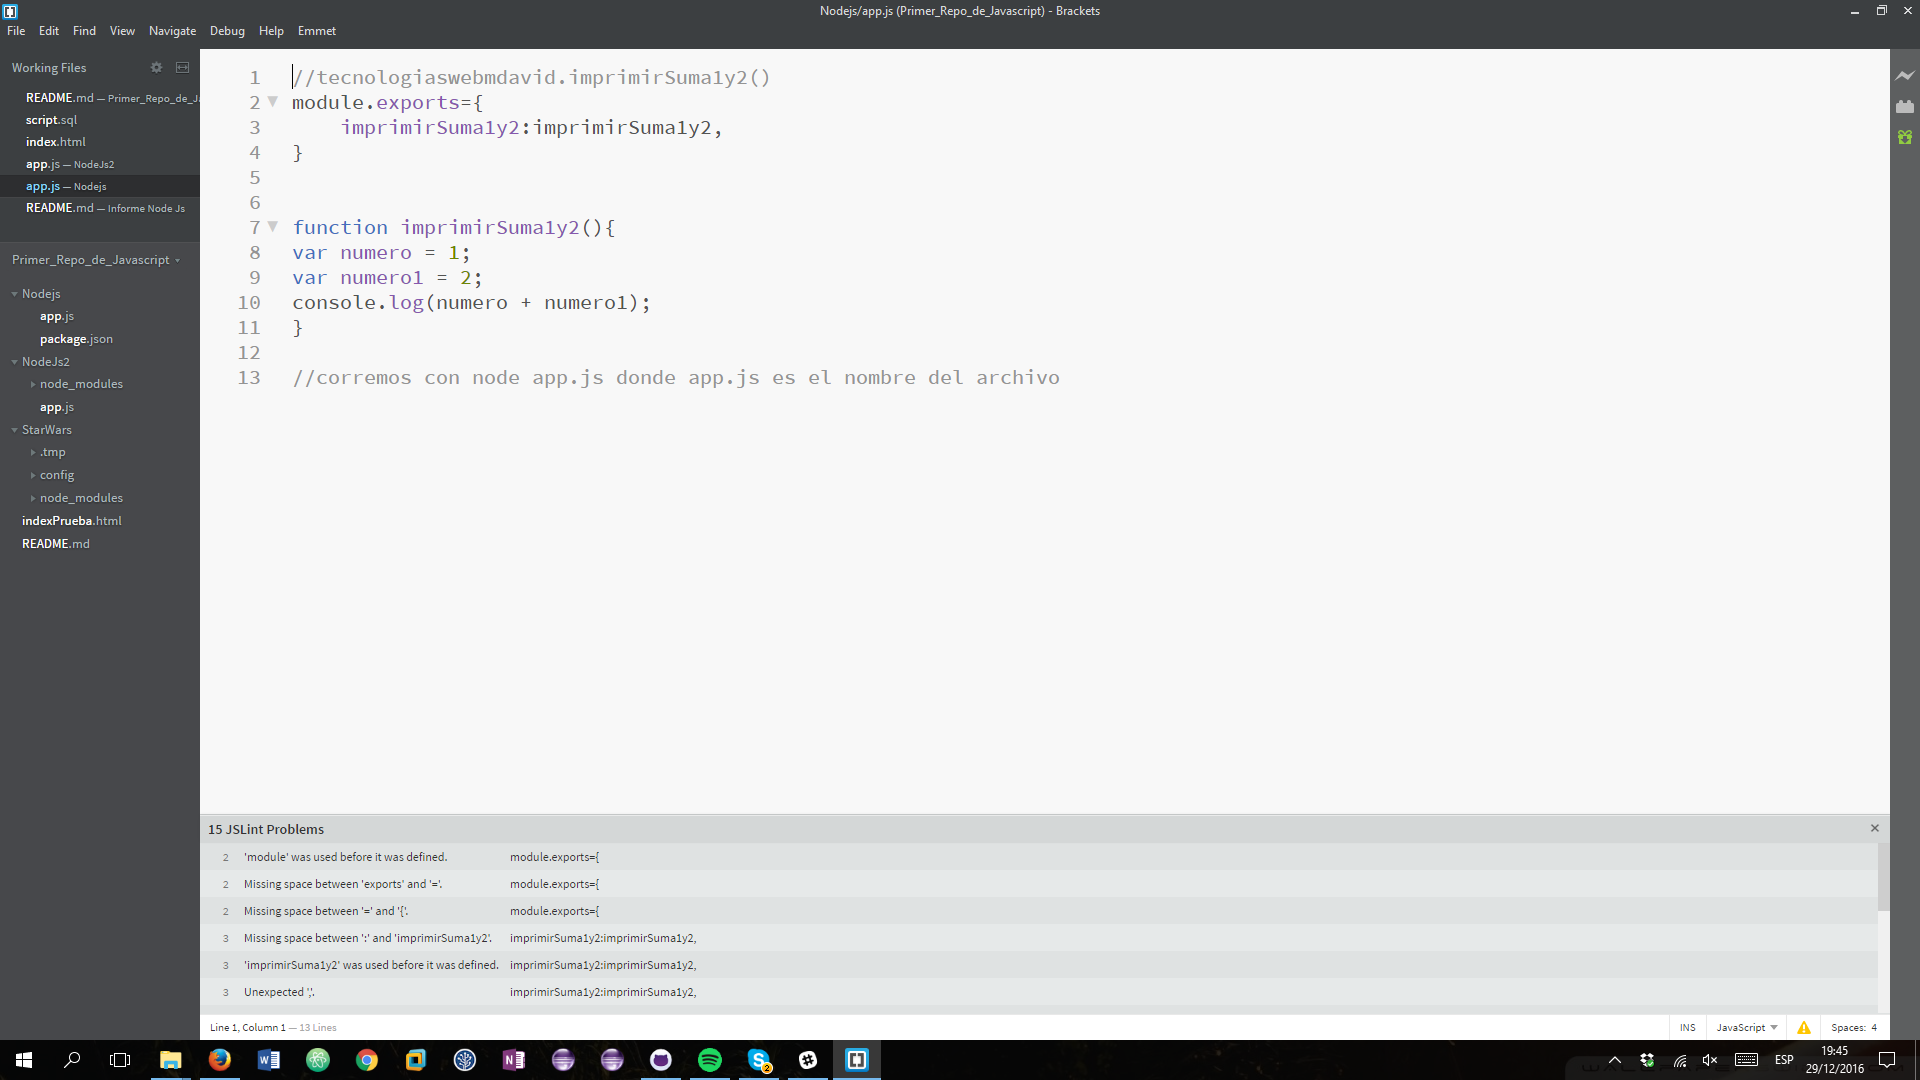 Nodejs/app.js (Primer_Repo_de_Javascript) - Brackets
File Edit Find View Navigate Debug Help Emmet
Working Files
README.md — Primer_Repo_de_Ja
script.sql
index.html
app.js — NodeJs2
app.js — Nodejs
README.md — Informe Node Js
Primer_Repo_de_Javascript
Nodejs
app.js
package.json
NodeJs2
node_modules
app.js
StarWars
.tmp
config
node_modules
indexPrueba.html
README.md
1 //tecnologiaswebmdavid.imprimirSuma1y2()
2 module.exports={
3 imprimirSuma1y2:imprimirSuma1y2,
4 }
5
6
7 function imprimirSuma1y2(){
8 var numero = 1;
9 var numero1 = 2;
10 console.log(numero + numero1);
11 }
12
13 //corremos con node app.js donde app.js es el nombre del archivo
15 JSLint Problems
2 'module' was used before it was defined. module.exports={
2 Missing space between 'exports' and '='. module.exports={
2 Missing space between '=' and '{'. module.exports={
3 Missing space between ':' and 'imprimirSuma1y2'. imprimirSuma1y2:imprimirSuma1y2,
3 'imprimirSuma1y2' was used before it was defined. imprimirSuma1y2:imprimirSuma1y2,
3 Unexpected ','. imprimirSuma1y2:imprimirSuma1y2,
Line 1, Column 1 — 13 Lines
INS JavaScript Spaces: 4
2
ESP
19:45
29/12/2016